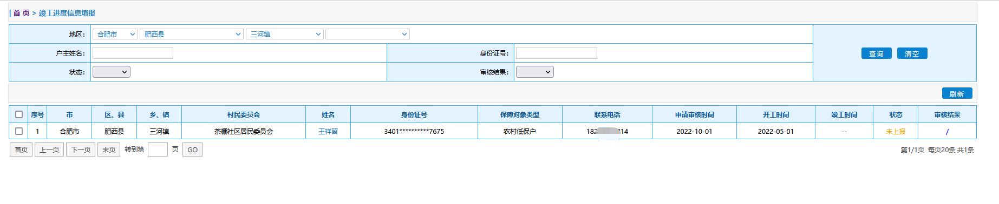 | 首 页 > 竣工进度信息填报
地区： 合肥市 肥西县 三河镇
户主姓名： 身份证号： 查询 清空
状态： 审核结果：
刷新
序号 市 区、县 乡、镇 村民委员会 姓名 身份证号 保障对象类型 联系电话 申请审核时间 开工时间 竣工时间 状态 审核结果
1 合肥市 肥西县 三河镇 茶棚社区居民委员会 王祥留 3401**********7675 农村低保户 182 14 2022-10-01 2022-05-01 -- 未上报 /
首页 上一页 下一页 末页 转到第 页 GO 第1/1页 每页20条 共1条